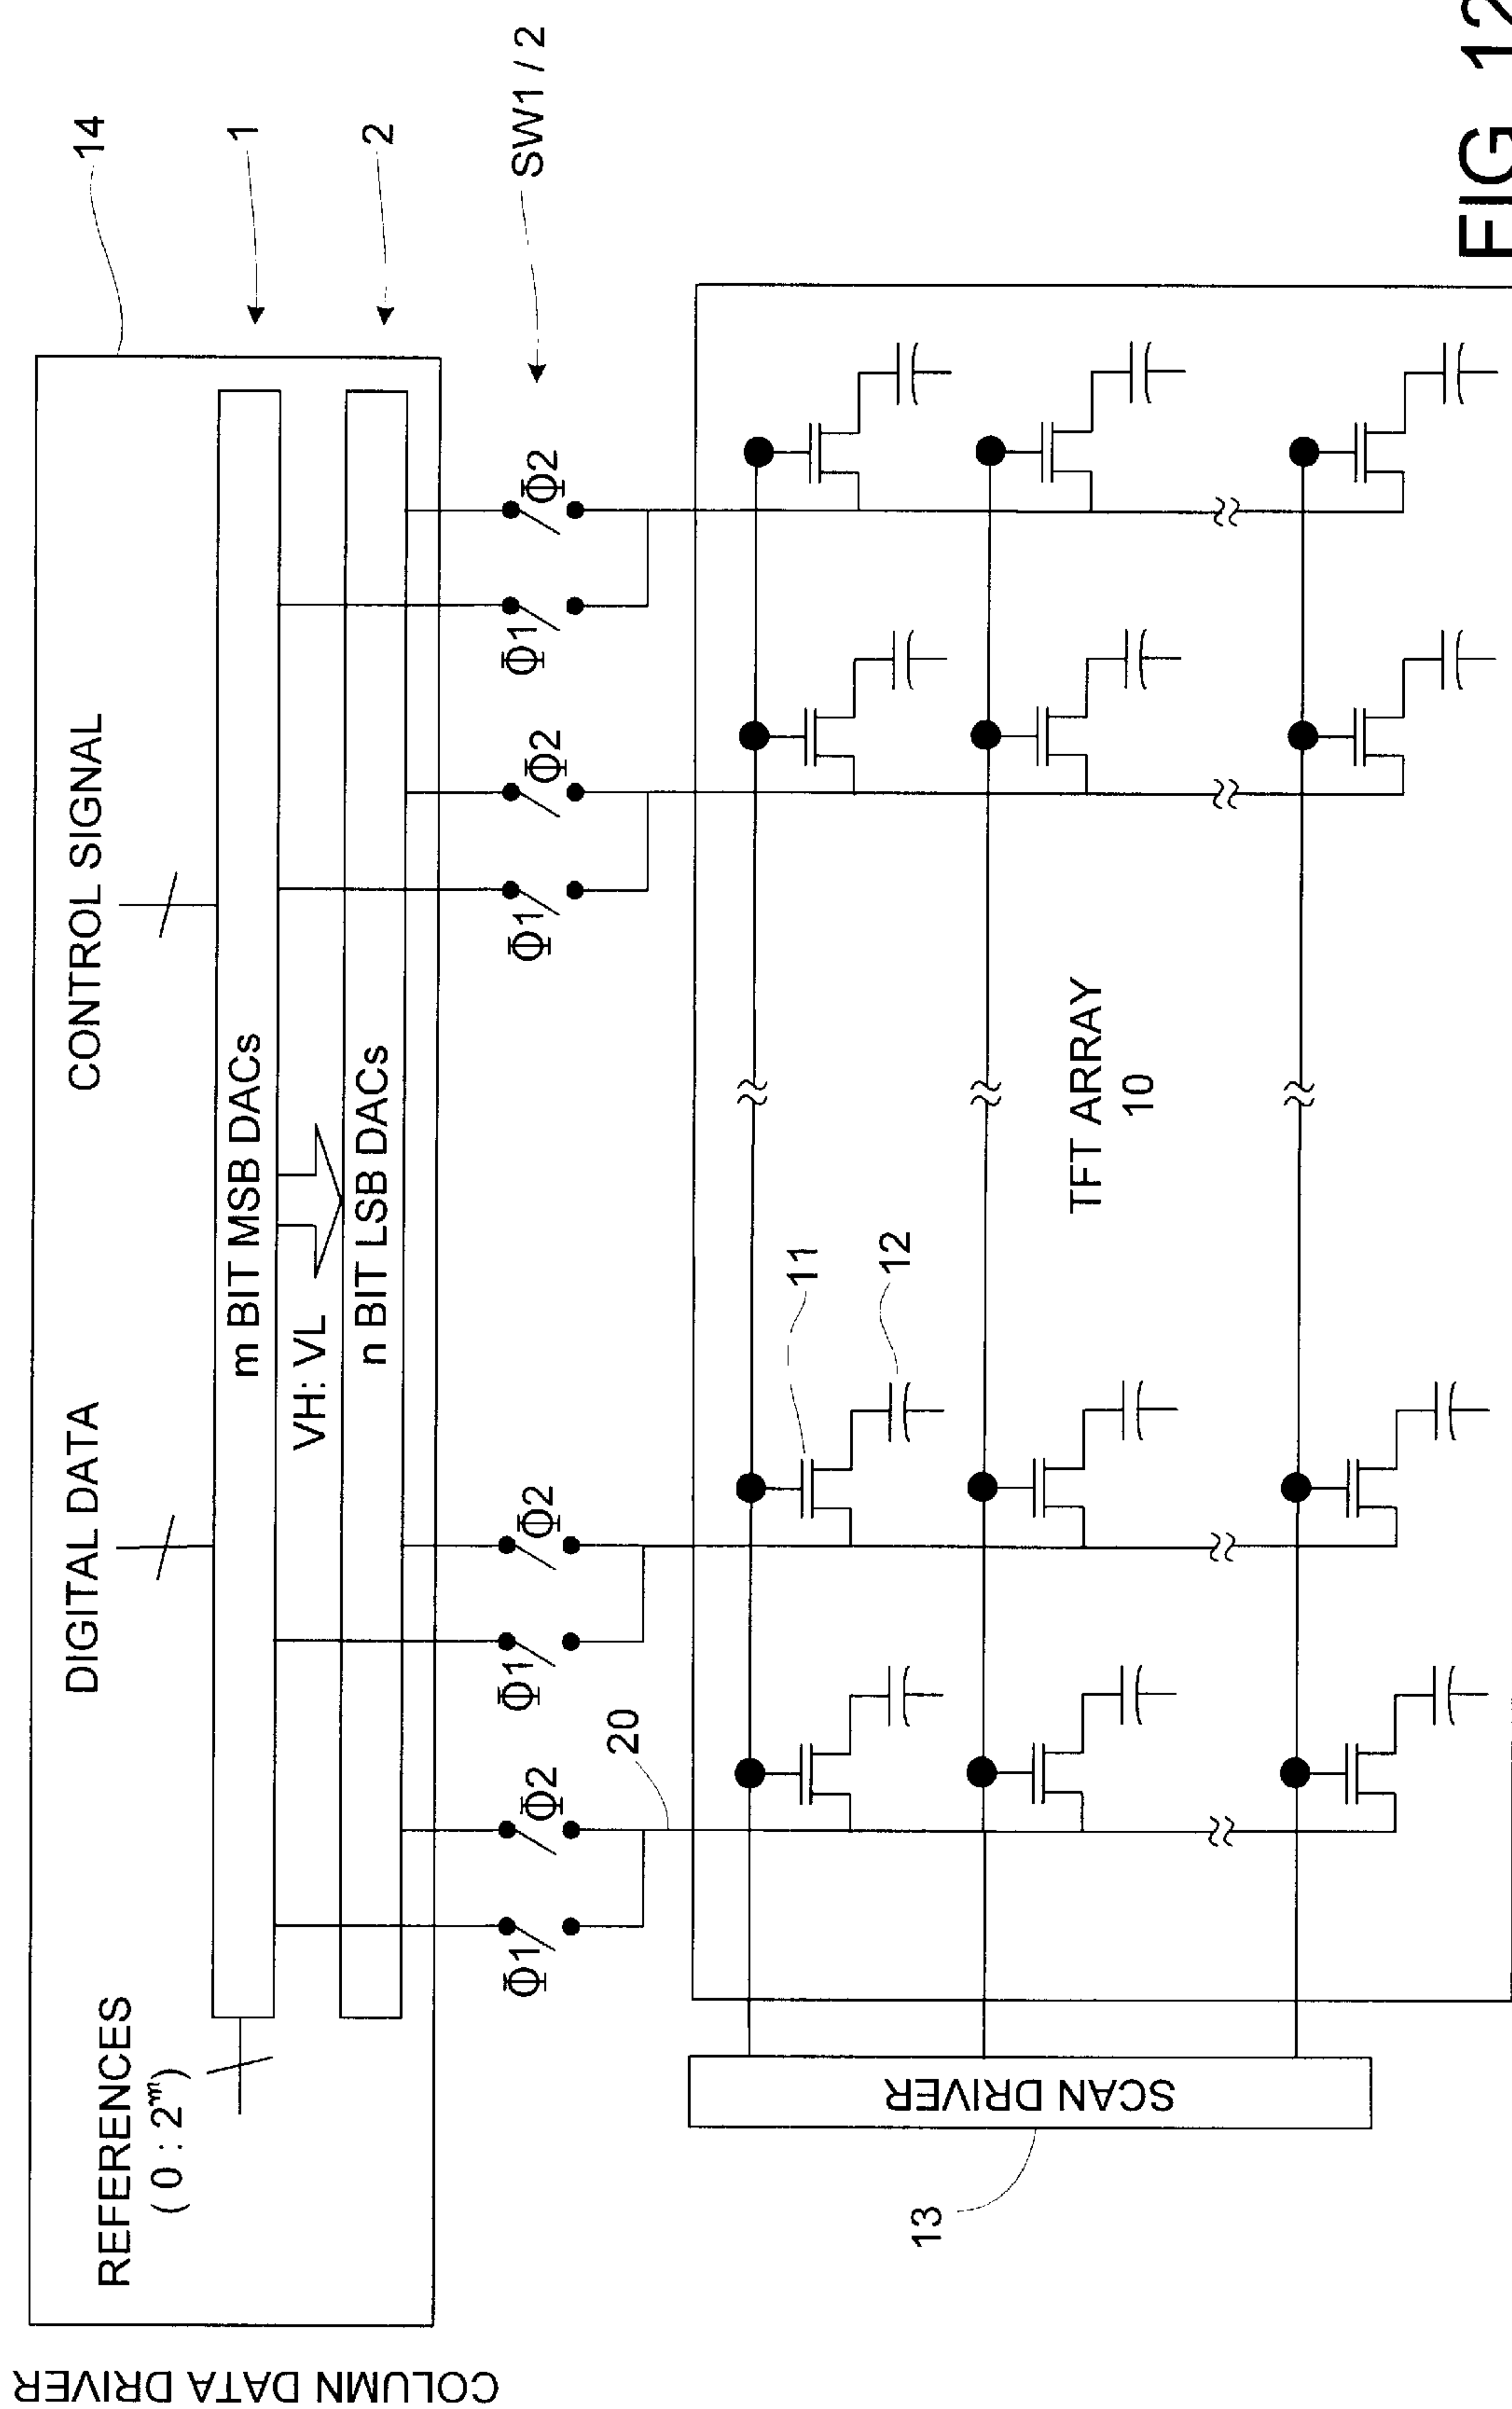 COLUMN DATA DRIVER
REFERENCES
( 0 : 2^m )
DIGITAL DATA
CONTROL SIGNAL
14
m BIT MSB DACs
1
VH: VL
n BIT LSB DACs
2
SW1 / 2
Φ1
Φ2
Φ1
Φ2
Φ1
Φ2
Φ1
Φ2
20
11
12
TFT ARRAY
10
SCAN DRIVER
13
FIG 12